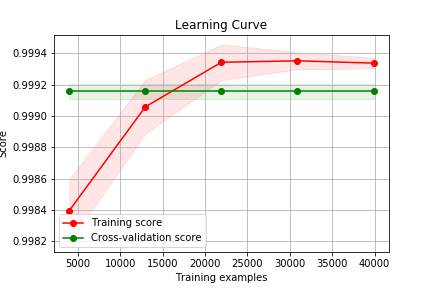 Learning Curve
0.9994
0.9992
0.9990
0.9988
0.9986
0.9984
0.9982
Score
Training score
Cross-validation score
5000 10000 15000 20000 25000 30000 35000 40000
Training examples